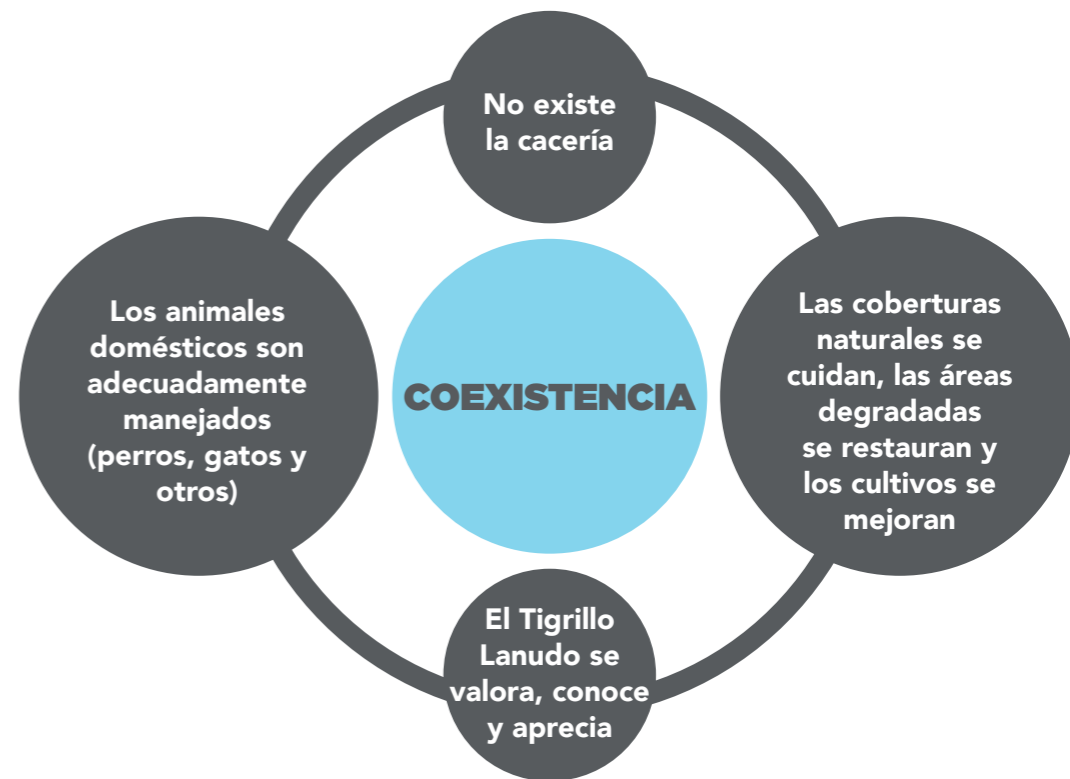 No existe
la cacería
Los animales
domésticos son
adecuadamente
manejados
(perros, gatos y
otros)
COEXISTENCIA
Las coberturas
naturales se
cuidan, las áreas
degradadas
se restauran y
los cultivos se
mejoran
El Tigrillo
Lanudo se
valora, conoce
y aprecia